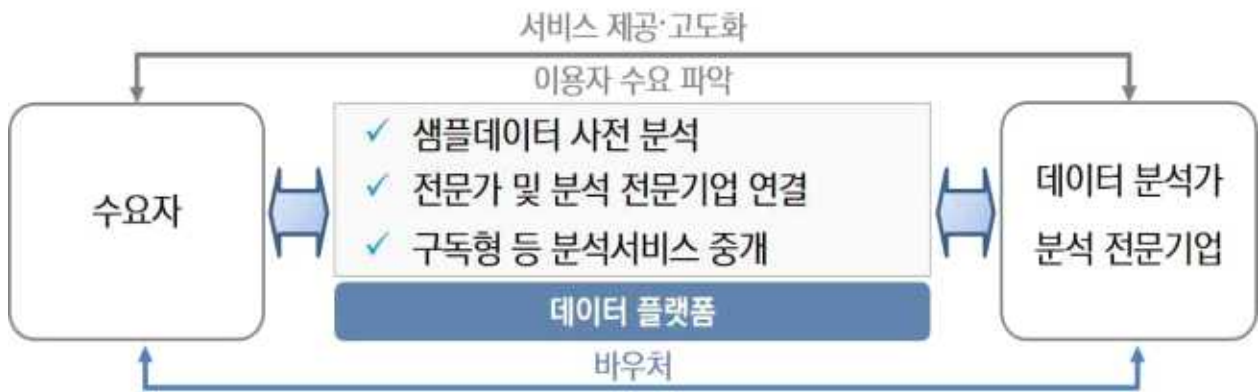 서비스 제공·고도화
이용자 수요 파악
수요자
✓ 샘플데이터 사전 분석
✓ 전문가 및 분석 전문기업 연결
✓ 구독형 등 분석서비스 중개
데이터 플랫폼
데이터 분석가
분석 전문기업
바우처